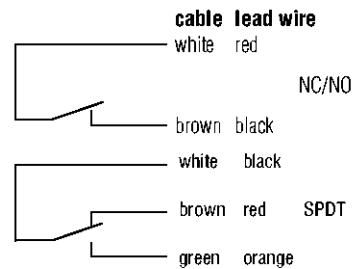 cable lead wire
white red
NC/NO
brown black
white black
brown red SPDT
green orange